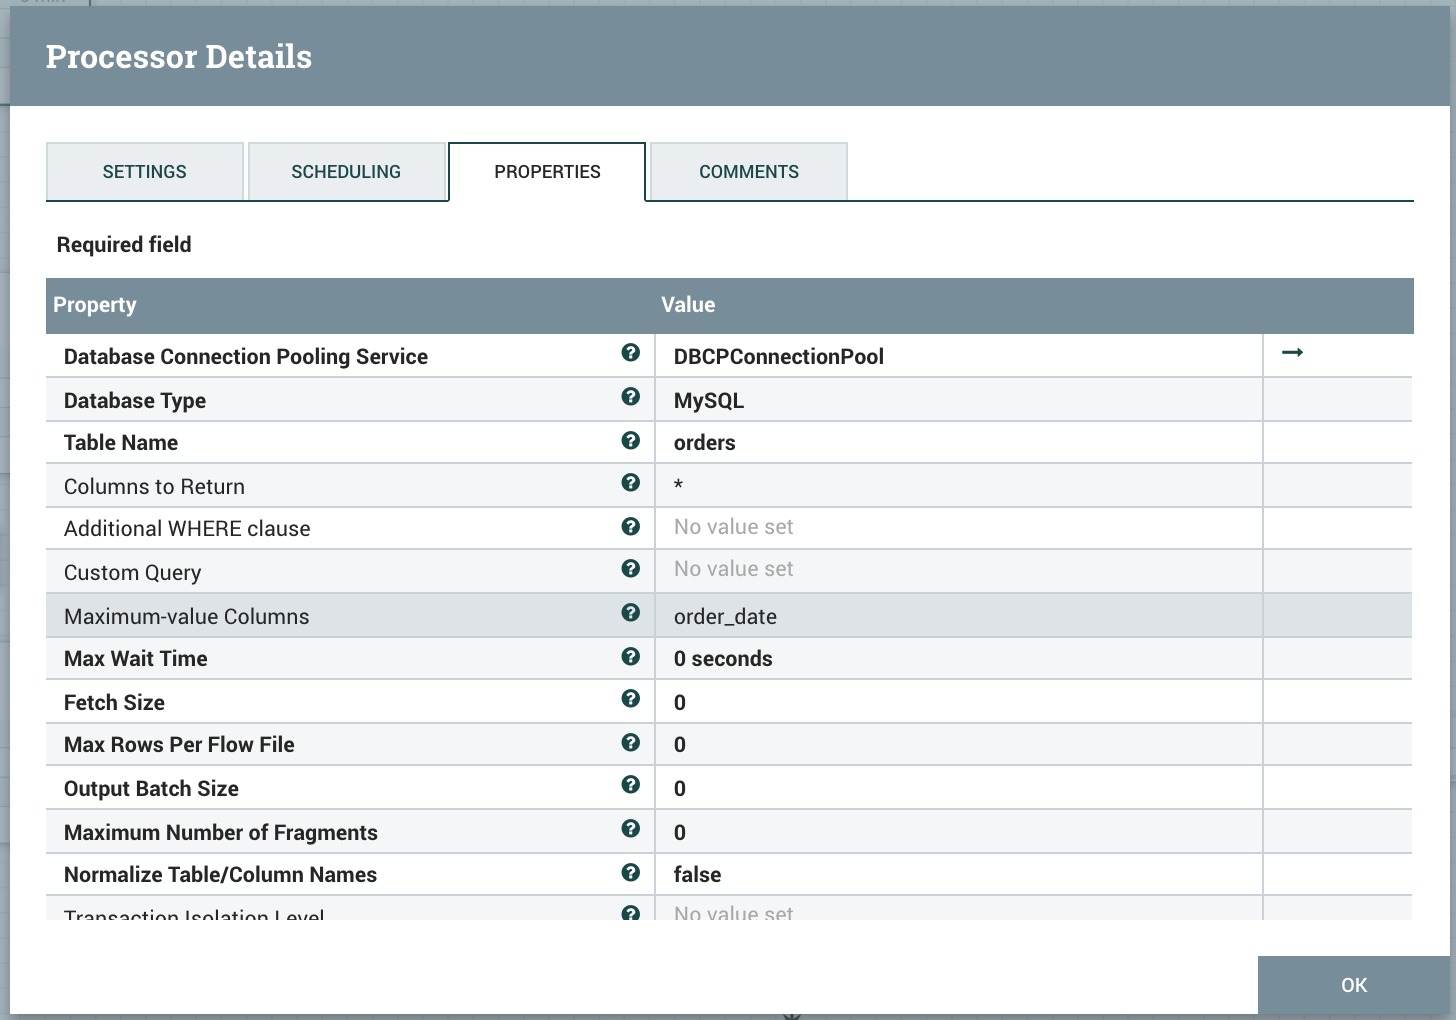 Processor Details
SETTINGS
SCHEDULING
PROPERTIES
COMMENTS
Required field
Property Value
Database Connection Pooling Service DBCPConnectionPool
Database Type MySQL
Table Name orders
Columns to Return *
Additional WHERE clause No value set
Custom Query No value set
Maximum-value Columns order_date
Max Wait Time 0 seconds
Fetch Size 0
Max Rows Per Flow File 0
Output Batch Size 0
Maximum Number of Fragments 0
Normalize Table/Column Names false
Transaction Isolation Level No value set
OK